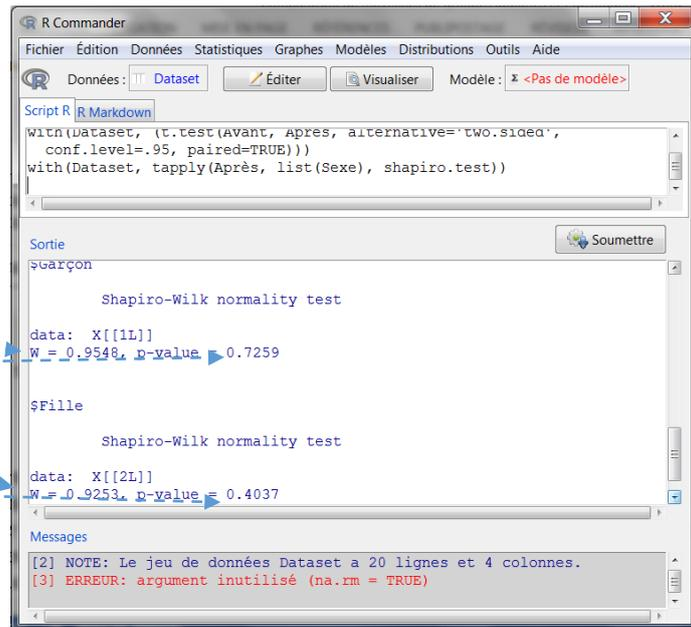 R Commander
Fichier Édition Données Statistiques Graphes Modèles Distributions Outils Aide
Données : Dataset Éditer Visualiser Modèle : Σ <Pas de modèle>
Script R R Markdown
with(Dataset, (t.test(Avant, Après, alternative='two.sided',
conf.level=.95, paired=TRUE)))
with(Dataset, tapply(Après, list(Sexe), shapiro.test))
Soumettre
Sortie
$Garçon
Shapiro-Wilk normality test
data: X[[1L]]
W = 0.9548, p-value = 0.7259
$Fille
Shapiro-Wilk normality test
data: X[[2L]]
W = 0.9253, p-value = 0.4037
Messages
[2] NOTE: Le jeu de données Dataset a 20 lignes et 4 colonnes.
[3] ERREUR: argument inutilisé (na.rm = TRUE)